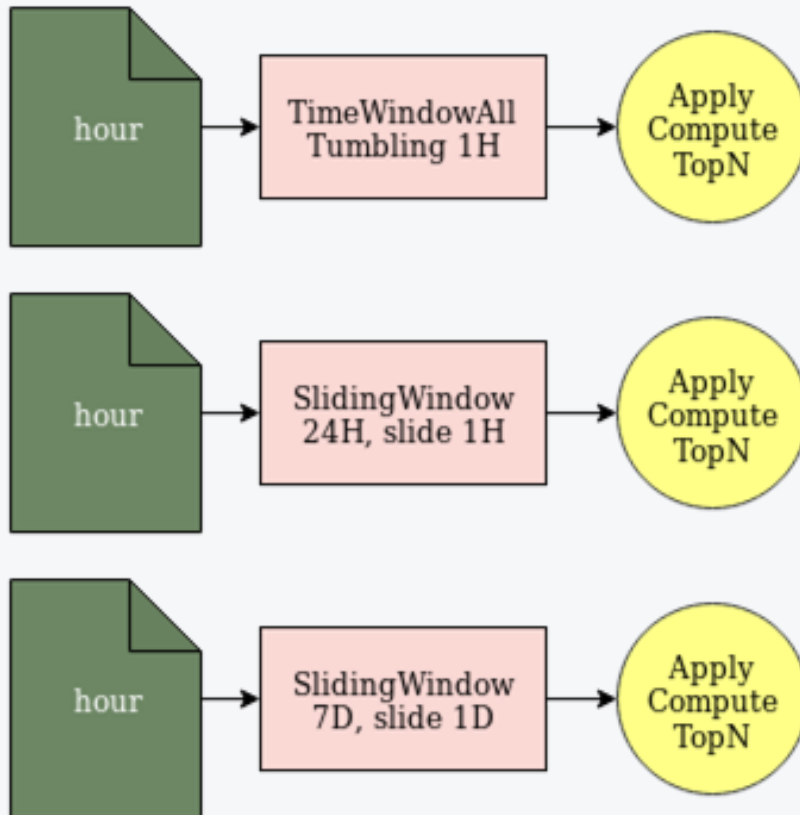 hour
TimeWindowAll
Tumbling 1H
Apply
Compute
TopN
hour
SlidingWindow
24H, slide 1H
Apply
Compute
TopN
hour
SlidingWindow
7D, slide 1D
Apply
Compute
TopN